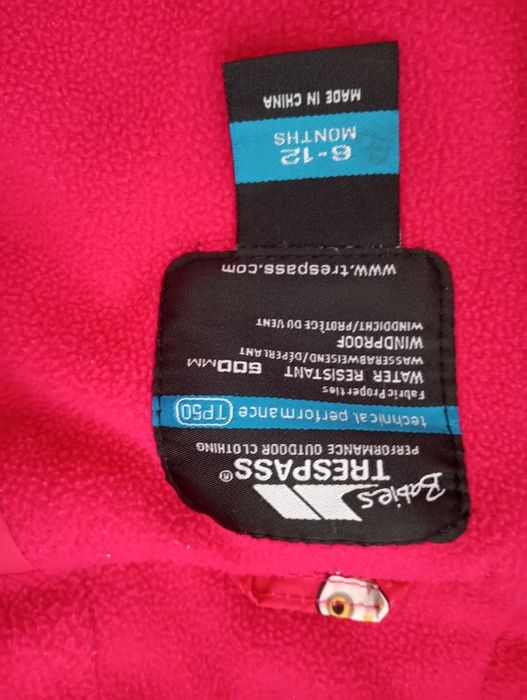 Babies
TRESPASS®
PERFORMANCE OUTDOOR CLOTHING
technical performance TP50
Fabric Properties
WATER RESISTANT 600MM
WASSERABWEISEND/DÉPERLANT
WINDPROOF
WINDDICHT/PROTÈGE DU VENT
www.trespass.com
6-12
MONTHS
MADE IN CHINA